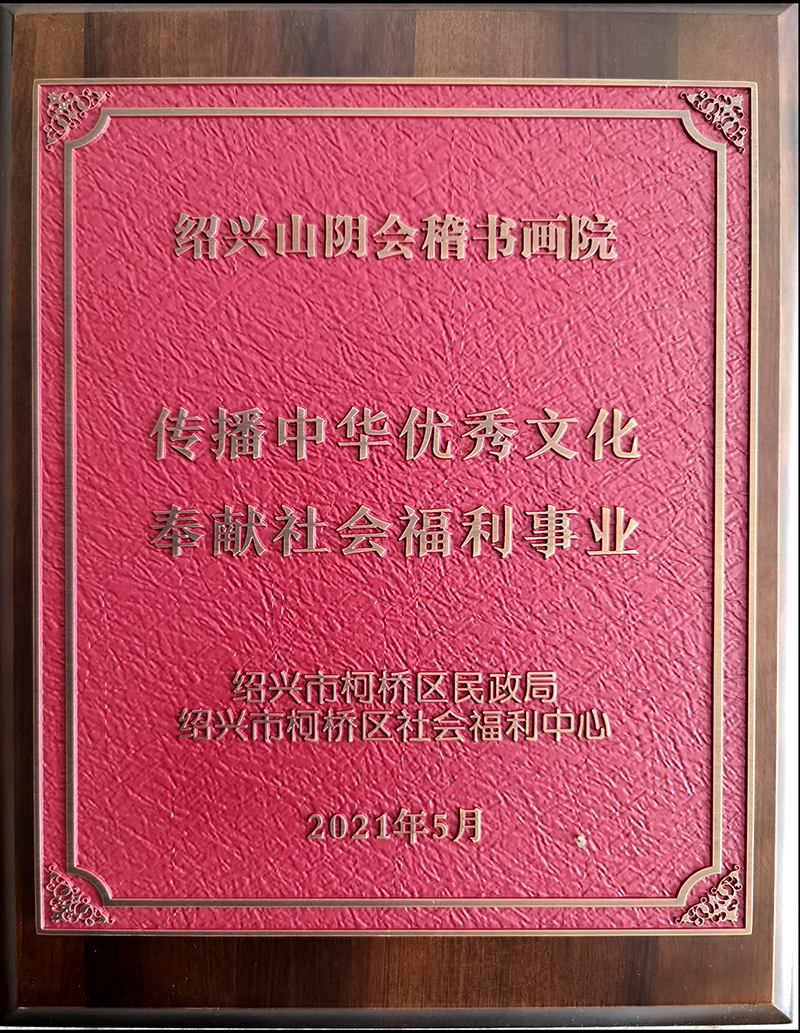 绍兴山阴会稽书画院
传播中华优秀文化
奉献社会福利事业
绍兴市柯桥区民政局
绍兴市柯桥区社会福利中心
2021年5月